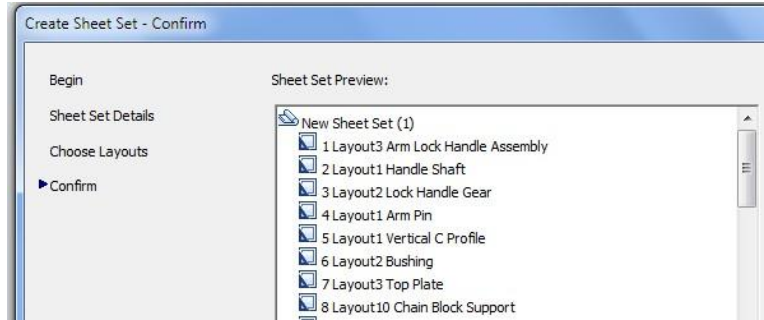 Create Sheet Set - Confirm
Begin
Sheet Set Details
Choose Layouts
Confirm
Sheet Set Preview:
New Sheet Set (1)
1 Layout3 Arm Lock Handle Assembly
2 Layout1 Handle Shaft
3 Layout2 Lock Handle Gear
4 Layout1 Arm Pin
5 Layout1 Vertical C Profile
6 Layout2 Bushing
7 Layout3 Top Plate
8 Layout10 Chain Block Support